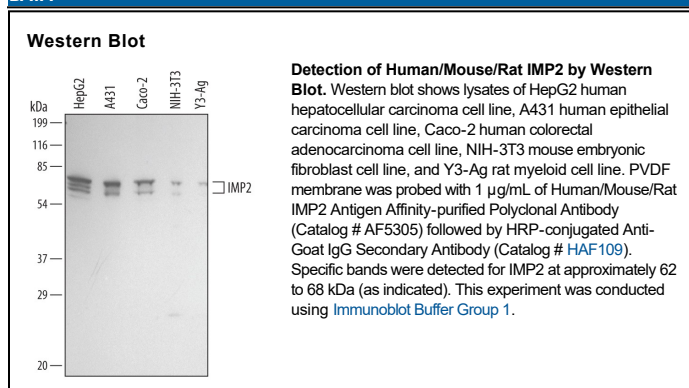 Western Blot
HepG2
A431
Caco-2
NIH-3T3
Y3-Ag
kDa
199
116
85
54
37
29
20
IMP2
Detection of Human/Mouse/Rat IMP2 by Western
Blot. Western blot shows lysates of HepG2 human
hepatocellular carcinoma cell line, A431 human epithelial
carcinoma cell line, Caco-2 human colorectal
adenocarcinoma cell line, NIH-3T3 mouse embryonic
fibroblast cell line, and Y3-Ag rat myeloid cell line. PVDF
membrane was probed with 1 µg/mL of Human/Mouse/Rat
IMP2 Antigen Affinity-purified Polyclonal Antibody
(Catalog # AF5305) followed by HRP-conjugated Anti-
Goat IgG Secondary Antibody (Catalog # HAF109).
Specific bands were detected for IMP2 at approximately 62
to 68 kDa (as indicated). This experiment was conducted
using Immunoblot Buffer Group 1.